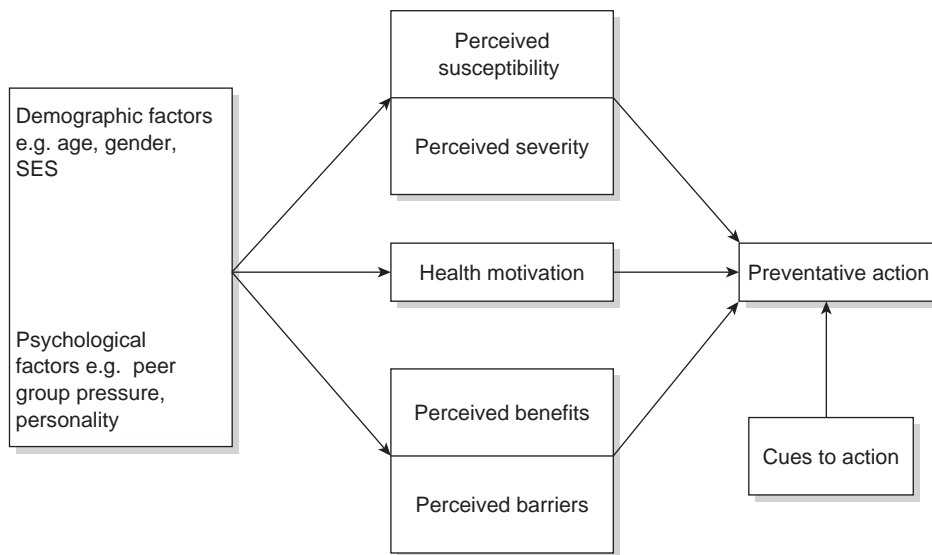 Demographic factors
e.g. age, gender,
SES
Psychological
factors e.g. peer
group pressure,
personality
Perceived
susceptibility
Perceived severity
Health motivation
Perceived benefits
Perceived barriers
Preventative action
Cues to action